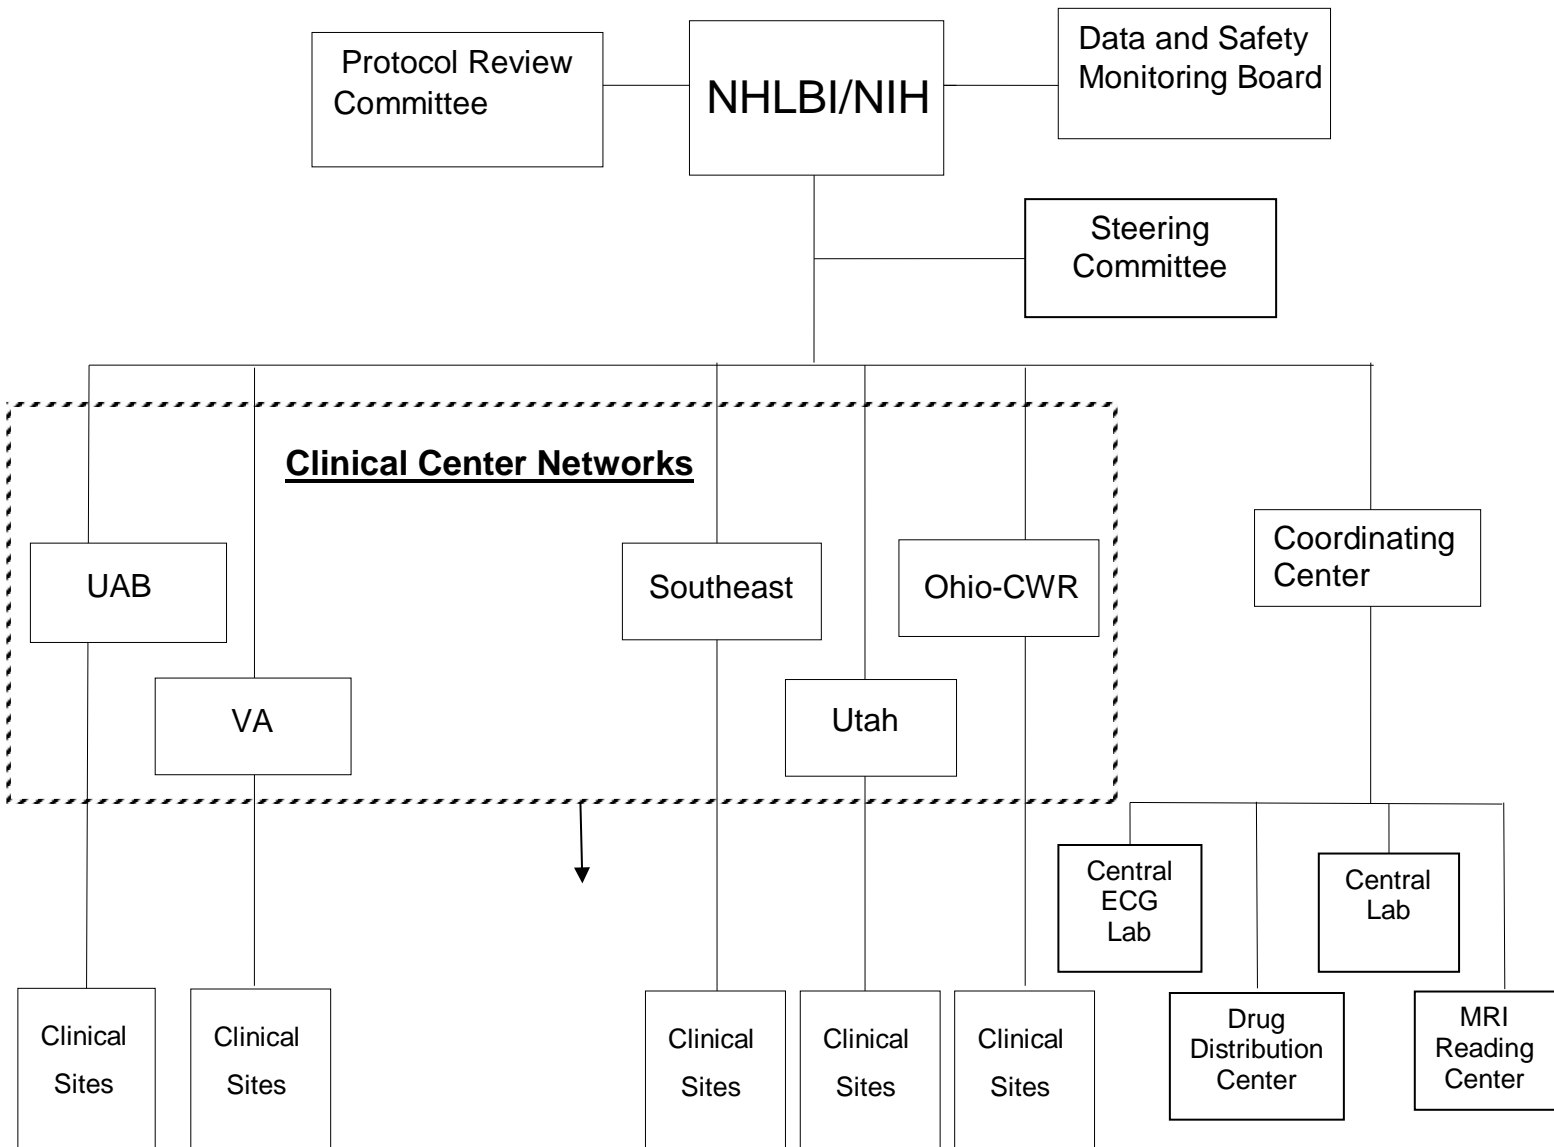 Protocol Review
Committee
NHLBI/NIH
Data and Safety
Monitoring Board
Steering
Committee
Clinical Center Networks
UAB
VA
Southeast
Utah
Ohio-CWR
Coordinating
Center
Central
ECG
Lab
Central
Lab
Drug
Distribution
Center
MRI
Reading
Center
Clinical
Sites
Clinical
Sites
Clinical
Sites
Clinical
Sites
Clinical
Sites